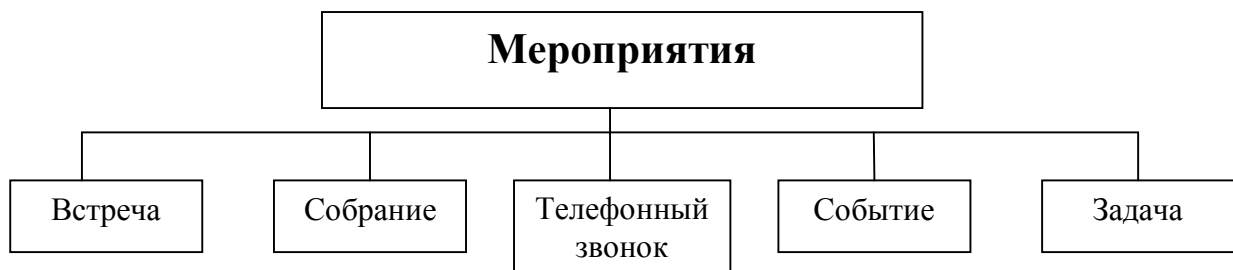 Мероприятия
Встреча
Собрание
Телефонный
звонок
Событие
Задача